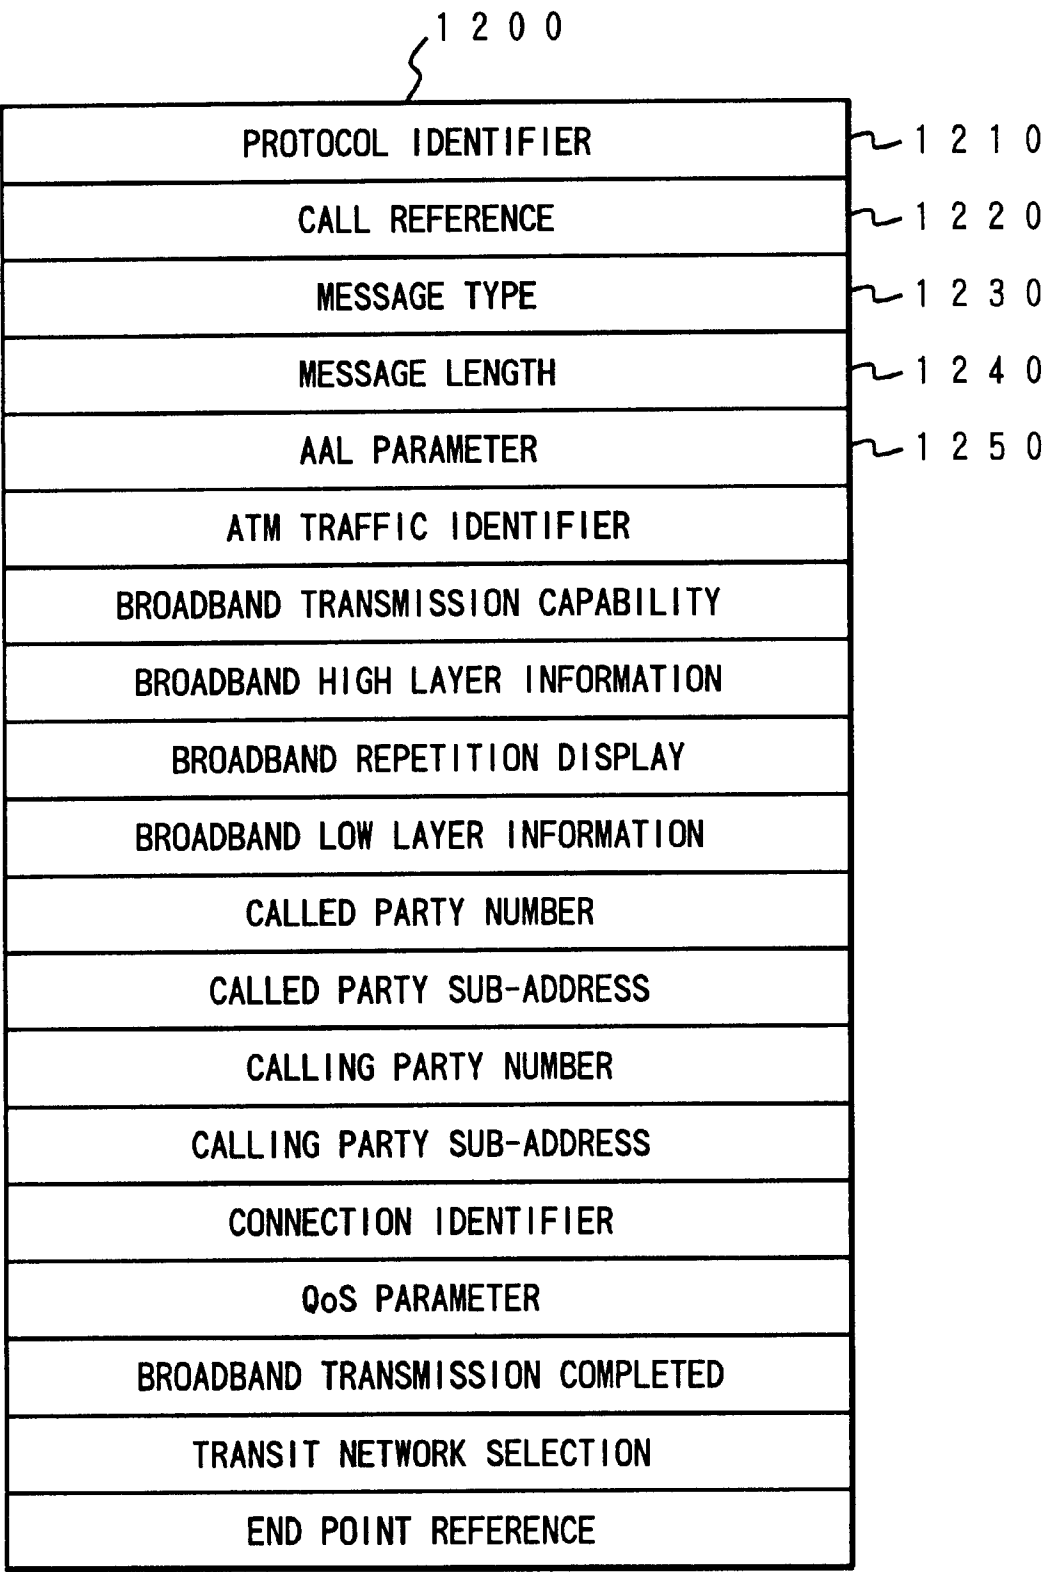 1200
PROTOCOL IDENTIFIER 1210
CALL REFERENCE 1220
MESSAGE TYPE 1230
MESSAGE LENGTH 1240
AAL PARAMETER 1250
ATM TRAFFIC IDENTIFIER
BROADBAND TRANSMISSION CAPABILITY
BROADBAND HIGH LAYER INFORMATION
BROADBAND REPETITION DISPLAY
BROADBAND LOW LAYER INFORMATION
CALLED PARTY NUMBER
CALLED PARTY SUB-ADDRESS
CALLING PARTY NUMBER
CALLING PARTY SUB-ADDRESS
CONNECTION IDENTIFIER
QoS PARAMETER
BROADBAND TRANSMISSION COMPLETED
TRANSIT NETWORK SELECTION
END POINT REFERENCE